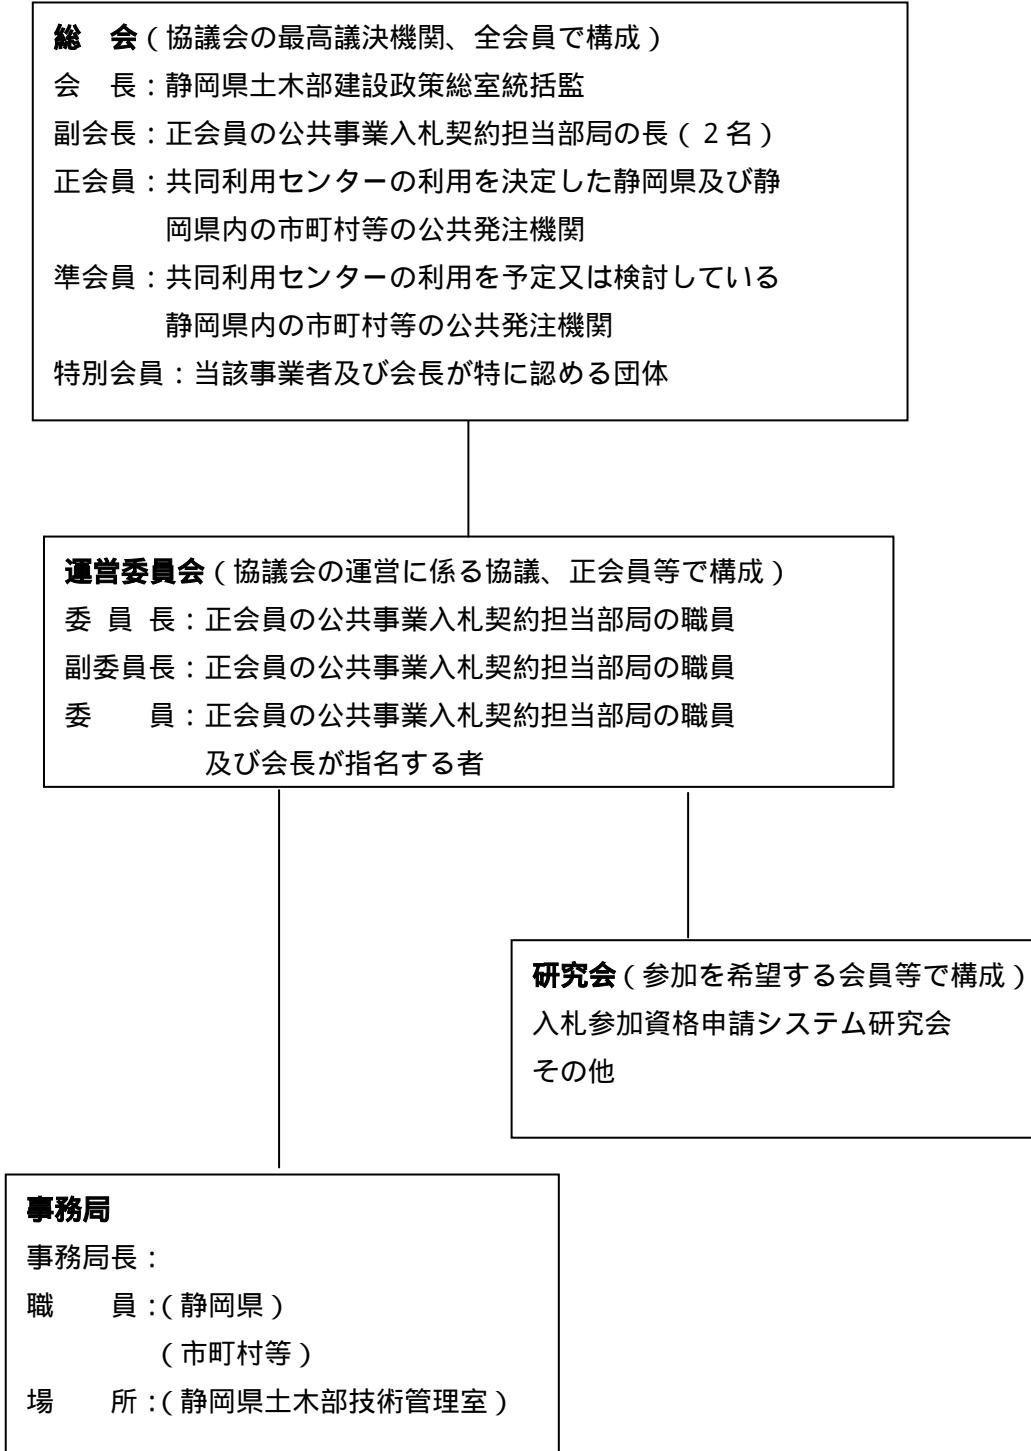 総　会（協議会の最高議決機関、全会員で構成）
会　長：静岡県土木部建設政策総室統括監
副会長：正会員の公共事業入札契約担当部局の長（２名）
正会員：共同利用センターの利用を決定した静岡県及び静
岡県内の市町村等の公共発注機関
準会員：共同利用センターの利用を予定又は検討している
静岡県内の市町村等の公共発注機関
特別会員：当該事業者及び会長が特に認める団体
運営委員会（協議会の運営に係る協議、正会員等で構成）
委 員 長：正会員の公共事業入札契約担当部局の職員
副委員長：正会員の公共事業入札契約担当部局の職員
委　　員：正会員の公共事業入札契約担当部局の職員
及び会長が指名する者
研究会（参加を希望する会員等で構成）
入札参加資格申請システム研究会
その他
事務局
事務局長：
職　　員：（静岡県）
（市町村等）
場　　所：（静岡県土木部技術管理室）